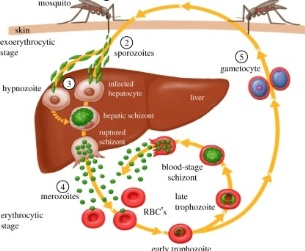 mosquito
skin
exoerythrocytic
stage
2
sporozoites
5
gametocyte
hypnozoite
3
infected
hepatocyte
liver
hepatic schizont
ruptured
schizont
blood-stage
schizont
4
merozoites
late
trophozoite
RBC's
erythrocytic
stage
early trophozoite